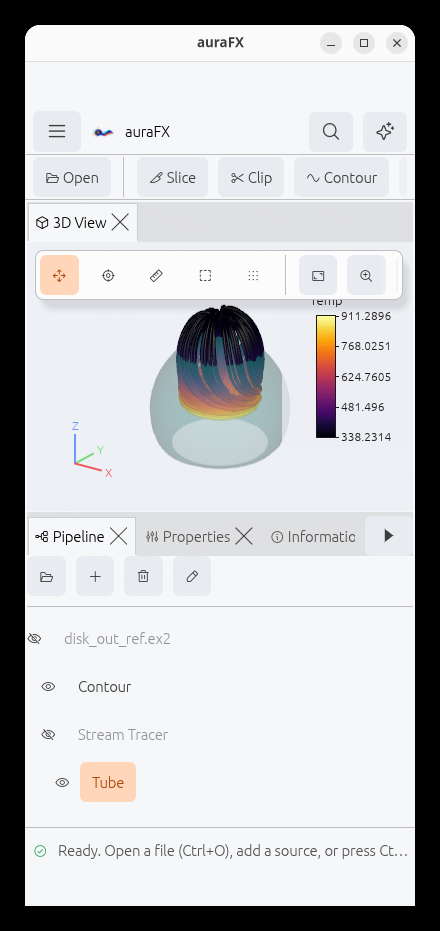 auraFX
auraFX
Open
Slice
Clip
Contour
3D View
Temp
911.2896
768.0251
624.7605
481.496
338.2314
Z
Y
X
Pipeline
Properties
Informatio
disk_out_ref.ex2
Contour
Stream Tracer
Tube
Ready. Open a file (Ctrl+O), add a source, or press Ct…